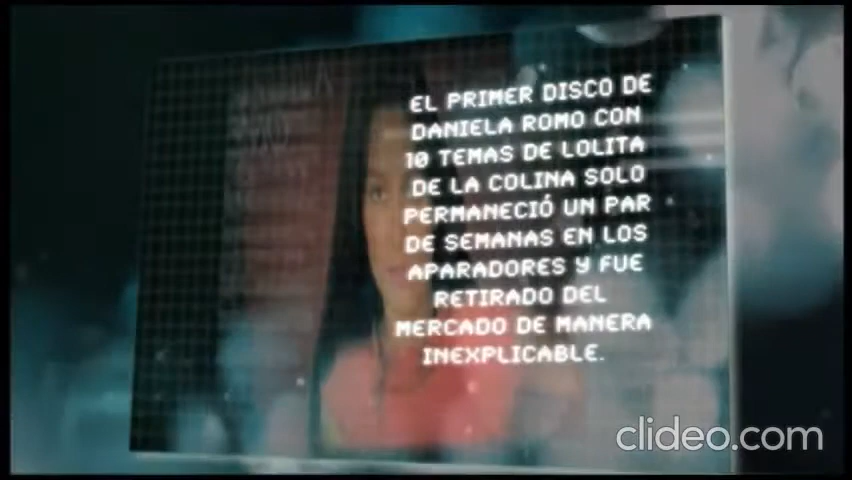 EL PRIMER DISCO DE
DANIELA ROMO CON
10 TEMAS DE LOLITA
DE LA COLINA SOLO
PERMANECIÓ UN PAR
DE SEMANAS EN LOS
APARADORES Y FUE
RETIRADO DEL
MERCADO DE MANERA
INEXPLICABLE.
clideo.com